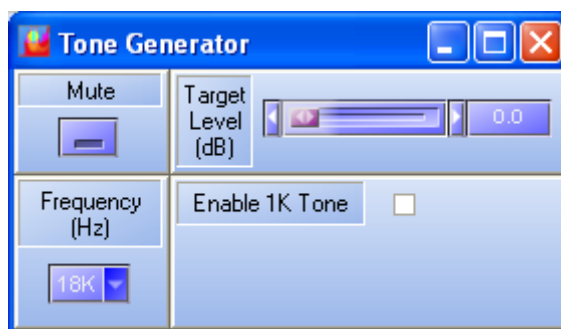 Tone Generator
Mute
Target
Level
(dB)
0.0
Frequency
(Hz)
Enable 1K Tone
18K